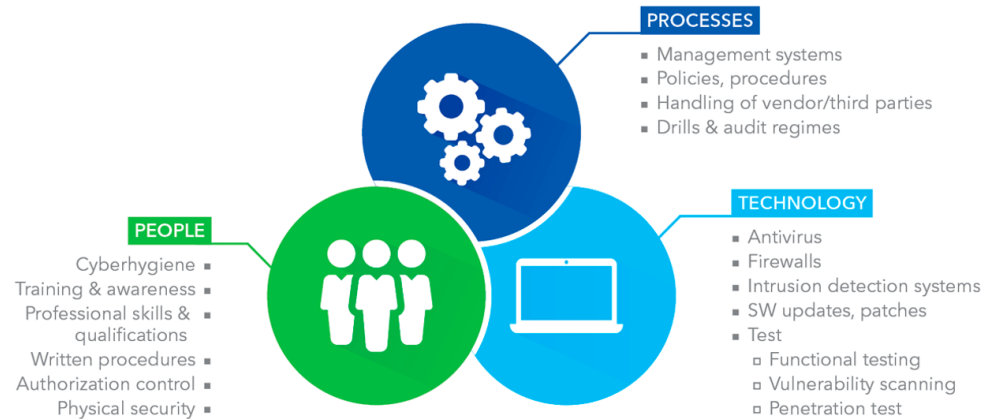 PROCESSES
▪ Management systems
▪ Policies, procedures
▪ Handling of vendor/third parties
▪ Drills & audit regimes
TECHNOLOGY
▪ Antivirus
▪ Firewalls
▪ Intrusion detection systems
▪ SW updates, patches
▪ Test
▫ Functional testing
▫ Vulnerability scanning
▫ Penetration test
PEOPLE
Cyberhygiene ▪
Training & awareness ▪
Professional skills & ▪
qualifications
Written procedures ▪
Authorization control ▪
Physical security ▪